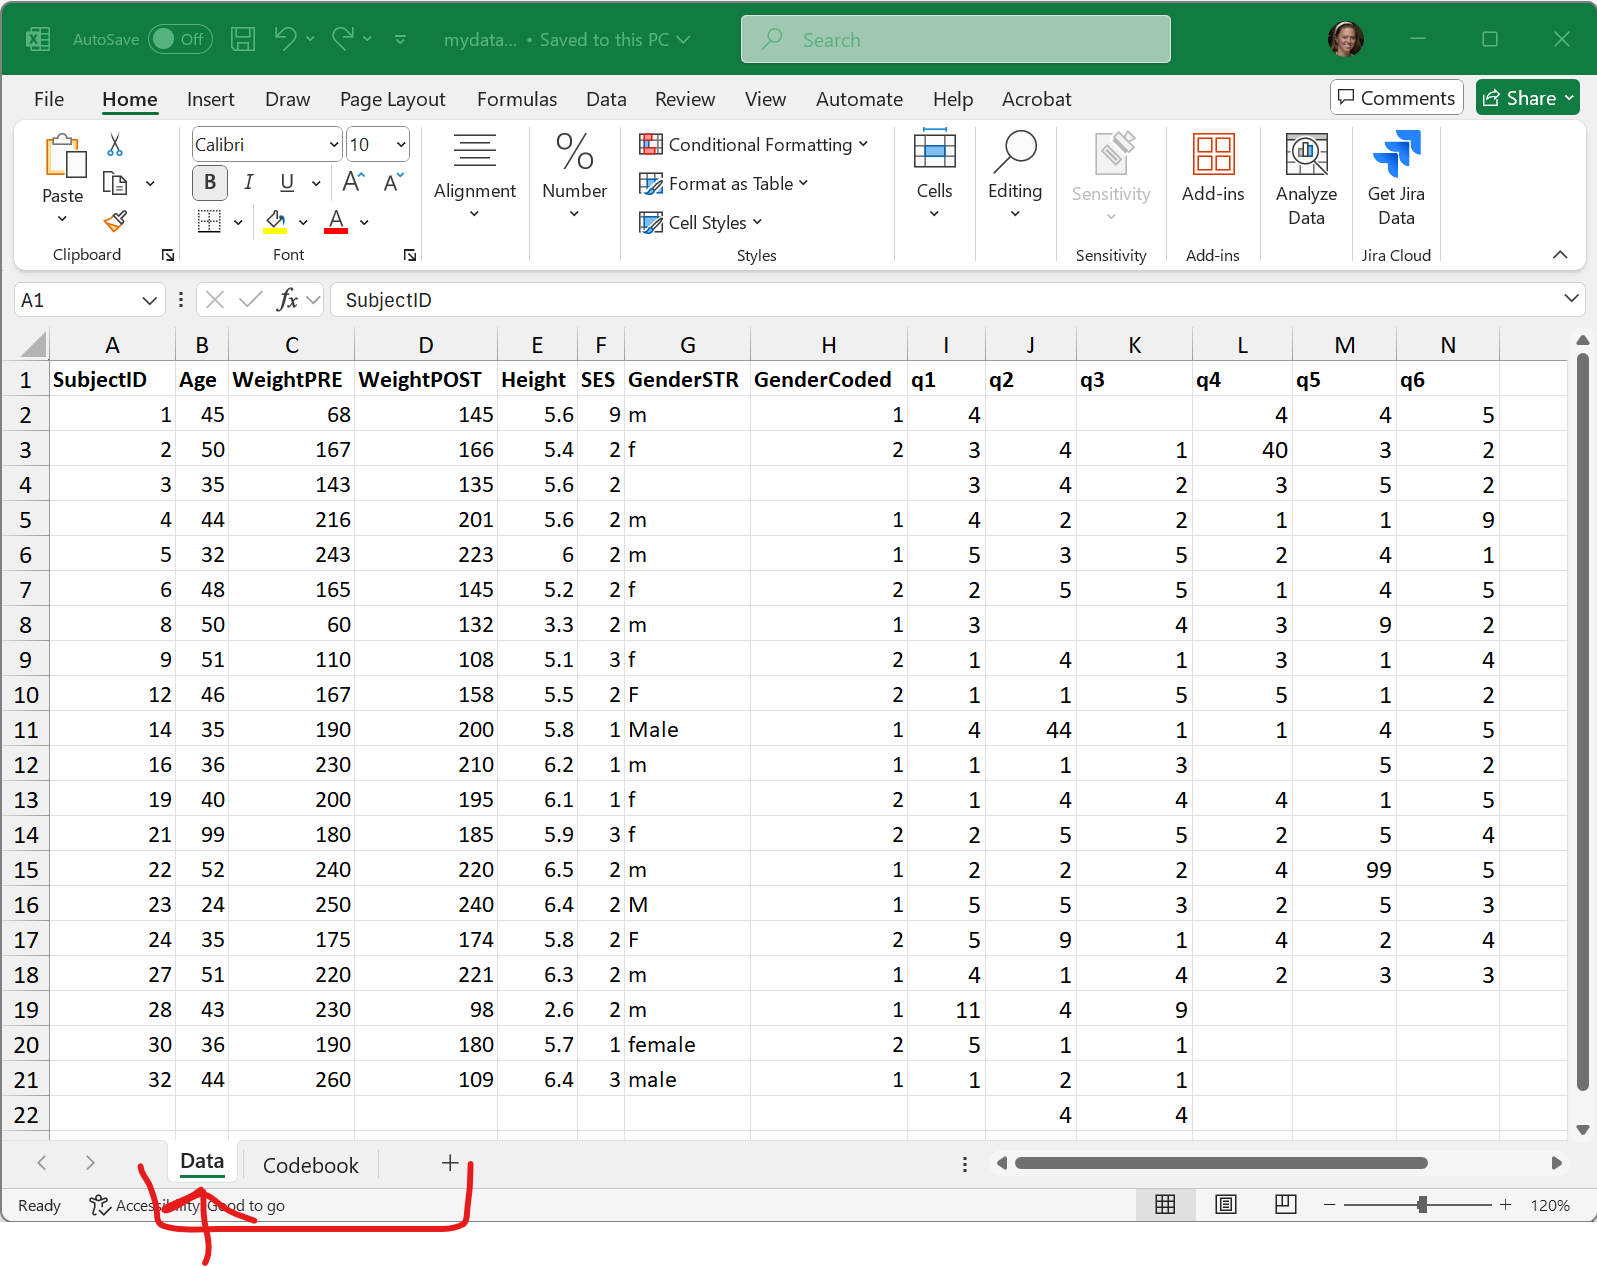 AutoSave Off mydata... • Saved to this PC Search
File Home Insert Draw Page Layout Formulas Data Review View Automate Help Acrobat Comments Share
Paste
Clipboard
Calibri 10
B I U A A
A
Font
Alignment
% Number
Conditional Formatting
Format as Table
Cell Styles
Styles
Cells
Editing
Sensitivity
Sensitivity
Add-ins
Add-ins
Analyze
Data
Get Jira
Data
Jira Cloud
A1 fx SubjectID
A B C D E F G H I J K L M N
1 SubjectID Age WeightPRE WeightPOST Height SES GenderSTR GenderCoded q1 q2 q3 q4 q5 q6
2 1 45 68 145 5.6 9 m 1 4 4 4 5
3 2 50 167 166 5.4 2 f 2 3 4 1 40 3 2
4 3 35 143 135 5.6 2 3 4 2 3 5 2
5 4 44 216 201 5.6 2 m 1 4 2 2 1 1 9
6 5 32 243 223 6 2 m 1 5 3 5 2 4 1
7 6 48 165 145 5.2 2 f 2 2 5 5 1 4 5
8 8 50 60 132 3.3 2 m 1 3 4 3 9 2
9 9 51 110 108 5.1 3 f 2 1 4 1 3 1 4
10 12 46 167 158 5.5 2 F 2 1 1 5 5 1 2
11 14 35 190 200 5.8 1 Male 1 4 44 1 1 4 5
12 16 36 230 210 6.2 1 m 1 1 1 3 5 2
13 19 40 200 195 6.1 1 f 2 1 4 4 4 1 5
14 21 99 180 185 5.9 3 f 2 2 5 5 2 5 4
15 22 52 240 220 6.5 2 m 1 2 2 2 4 99 5
16 23 24 250 240 6.4 2 M 1 5 5 3 2 5 3
17 24 35 175 174 5.8 2 F 2 5 9 1 4 2 4
18 27 51 220 221 6.3 2 m 1 4 1 4 2 3 3
19 28 43 230 98 2.6 2 m 1 11 4 9
20 30 36 190 180 5.7 1 female 2 5 1 1
21 32 44 260 109 6.4 3 male 1 1 2 1
22 4 4
Data Codebook +
Ready Accessibility: Good to go 120%